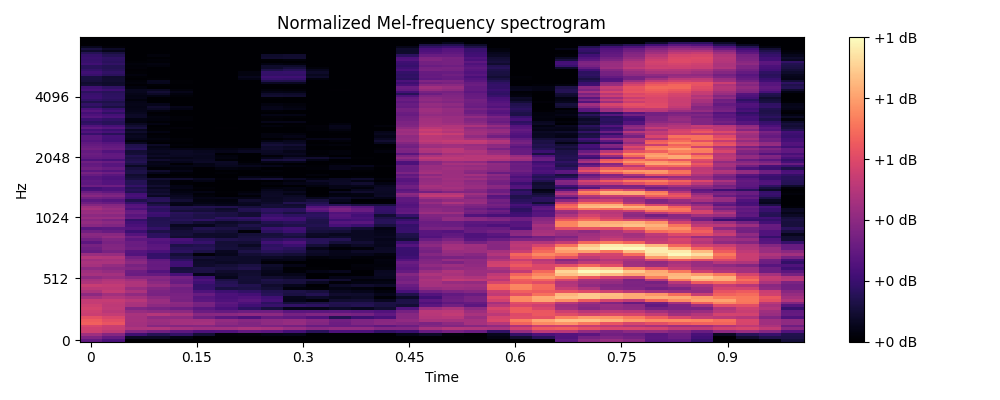 Normalized Mel-frequency spectrogram
Hz
4096
2048
1024
512
0
0 0.15 0.3 0.45 0.6 0.75 0.9
Time
+1 dB
+1 dB
+1 dB
+0 dB
+0 dB
+0 dB